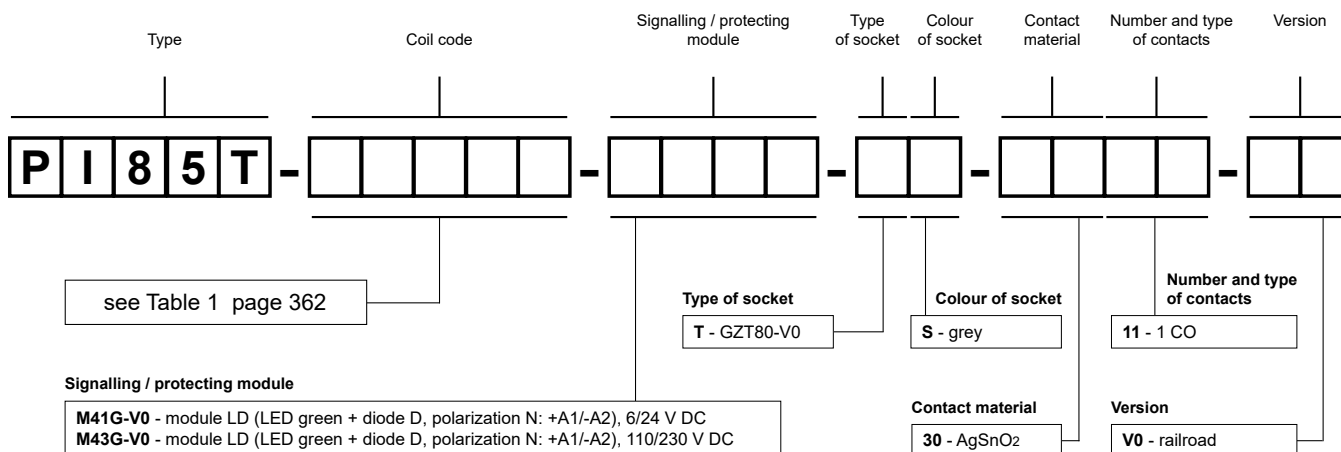 Type
Coil code
Signalling / protecting
module
Type
of socket
Colour
of socket
Contact
material
Number and type
of contacts
Version
P I 8 5 T - - - - -
see Table 1 page 362
Type of socket
T - GZT80-V0
Colour of socket
S - grey
Number and type
of contacts
11 - 1 CO
Signalling / protecting module
M41G-V0 - module LD (LED green + diode D, polarization N: +A1/-A2), 6/24 V DC
M43G-V0 - module LD (LED green + diode D, polarization N: +A1/-A2), 110/230 V DC
Contact material
30 - AgSnO2
Version
V0 - railroad